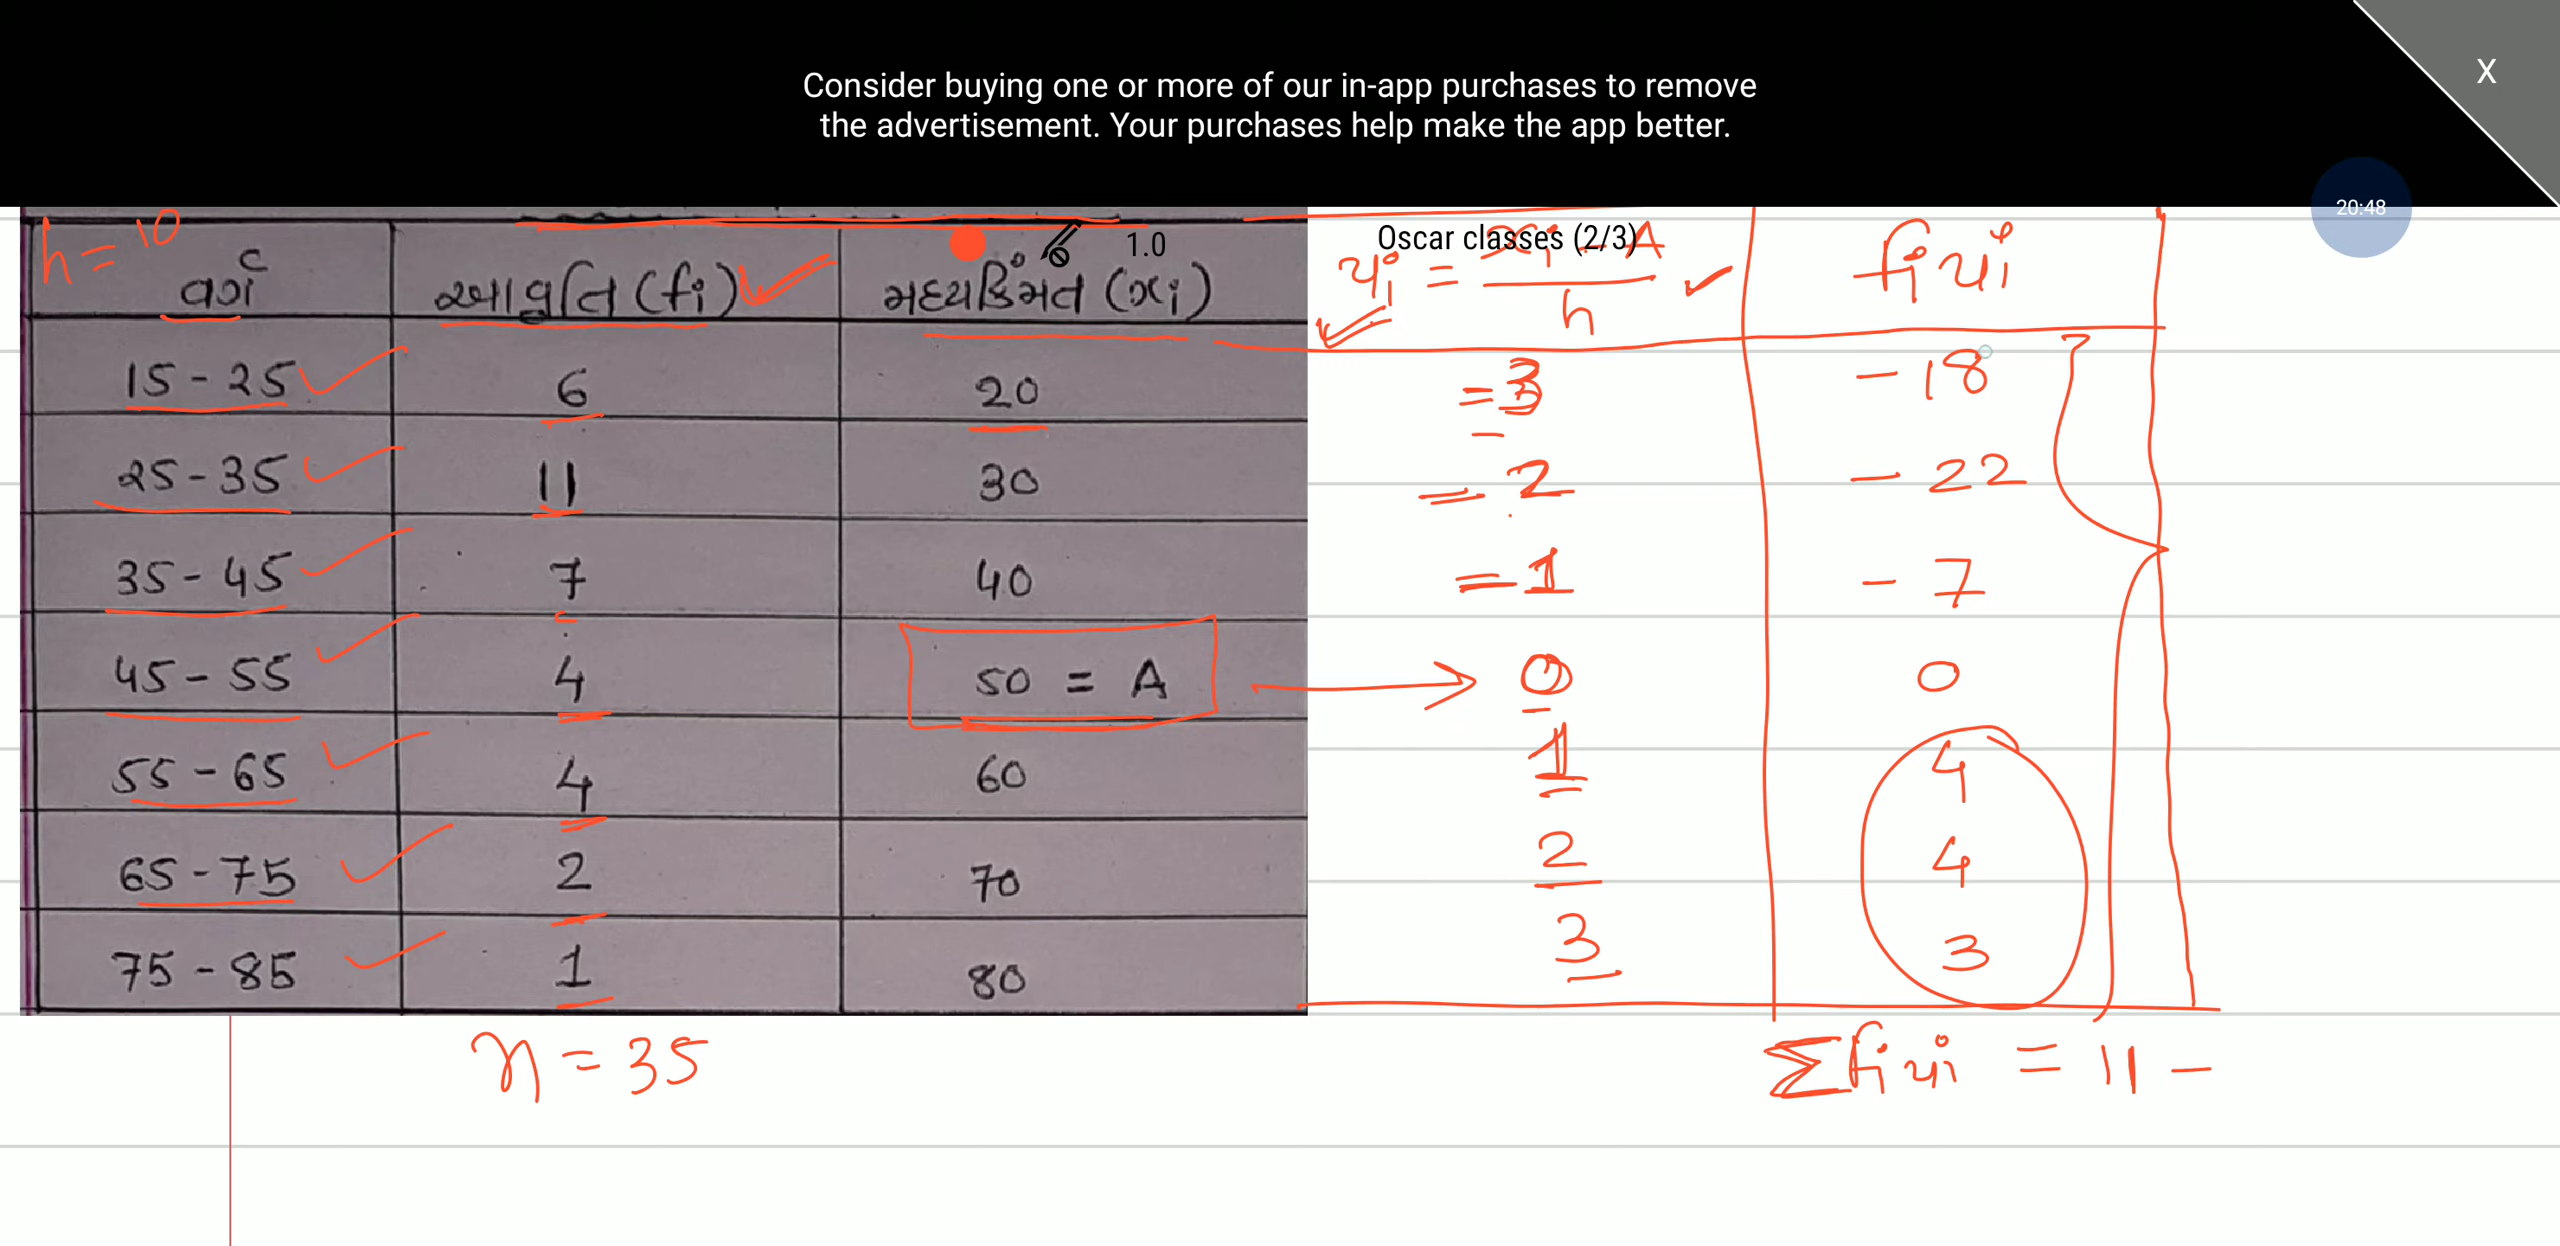 Consider buying one or more of our in-app purchases to remove
the advertisement. Your purchases help make the app better.
X
20:48
h = 10
1.0
Oscar classes (2/3)
વર્ગ | આવૃત્તિ (fi) | મધ્યકિંમત (xi) | ui = xi - A / h | fiui
15 - 25 | 6 | 20 | = 3 | - 18
25 - 35 | 11 | 30 | = 2 | - 22
35 - 45 | 7 | 40 | = 1 | - 7
45 - 55 | 4 | 50 = A | 0 | 0
55 - 65 | 4 | 60 | 1 | 4
65 - 75 | 2 | 70 | 2 | 4
75 - 85 | 1 | 80 | 3 | 3
n = 35
Σfiui = 11 -